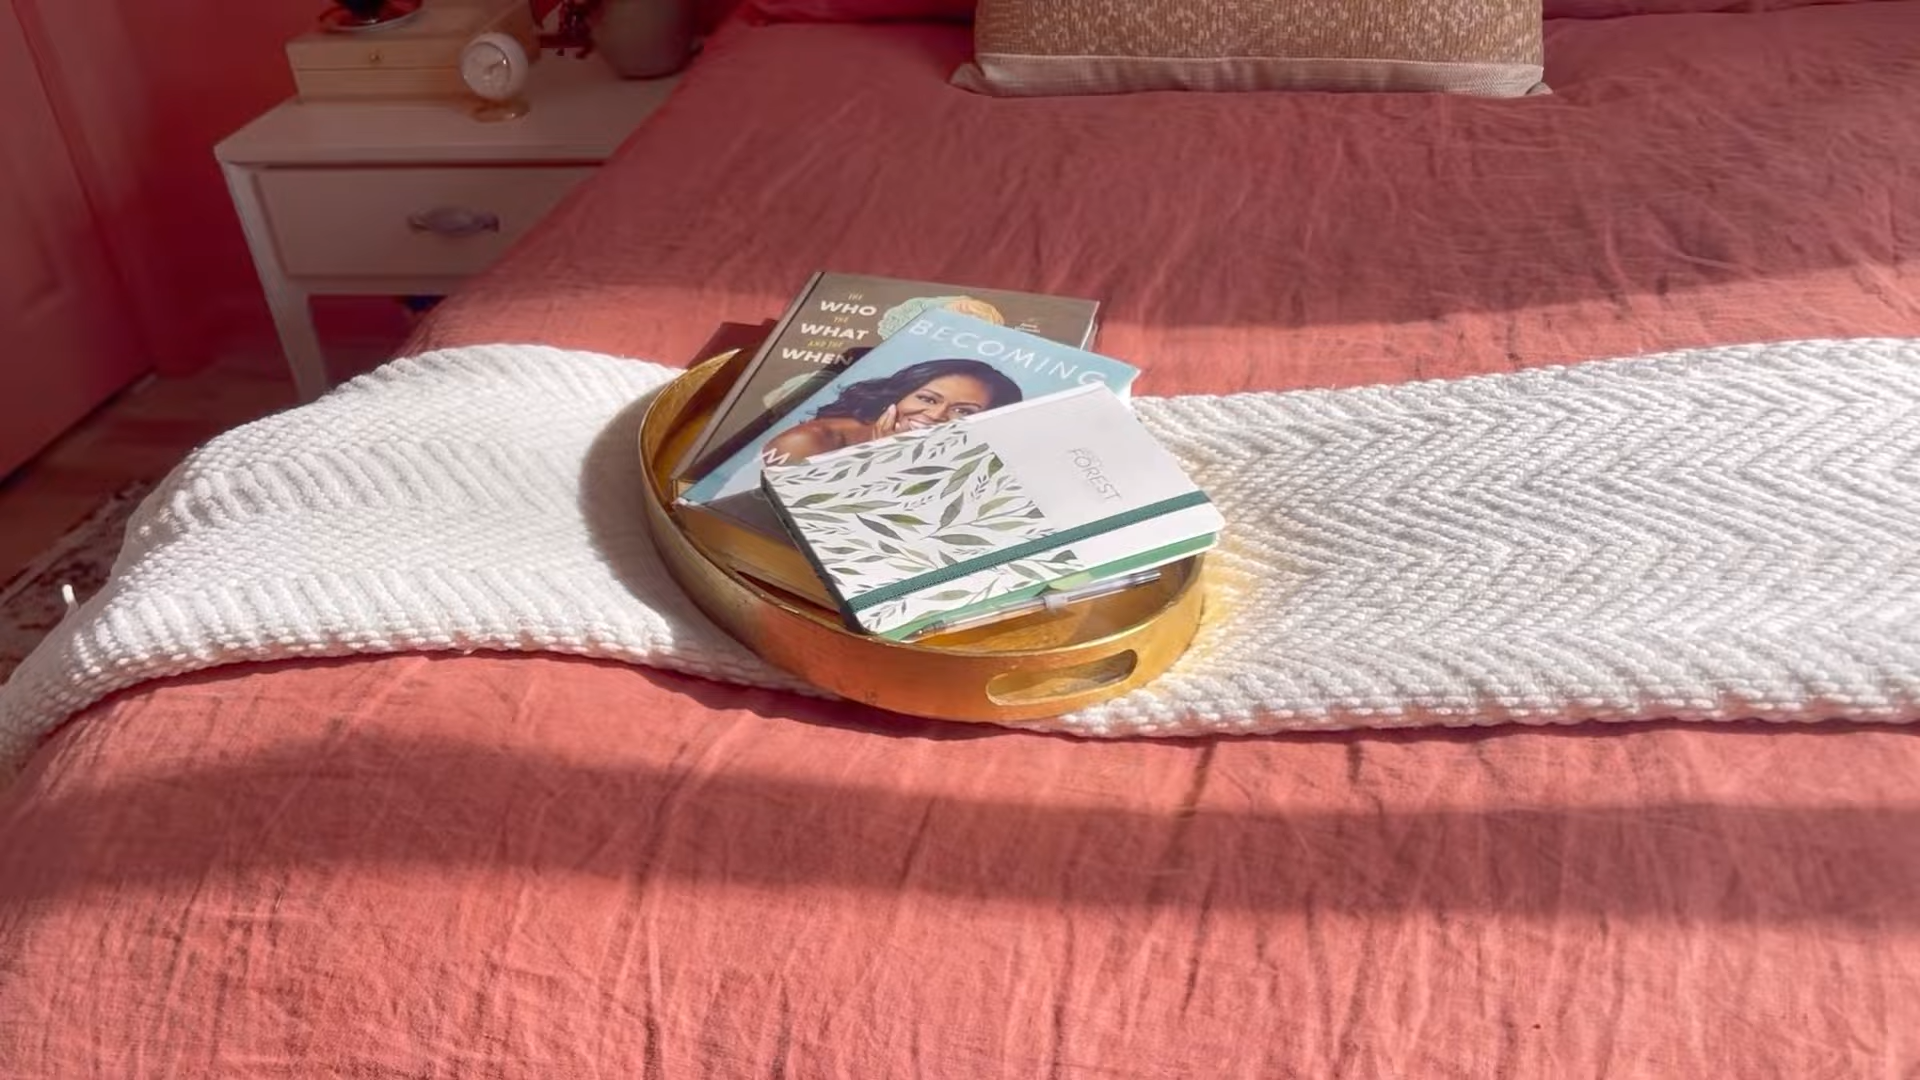 THE
WHO
THE
WHAT
AND THE
WHEN
BECOMING
M
FOREST